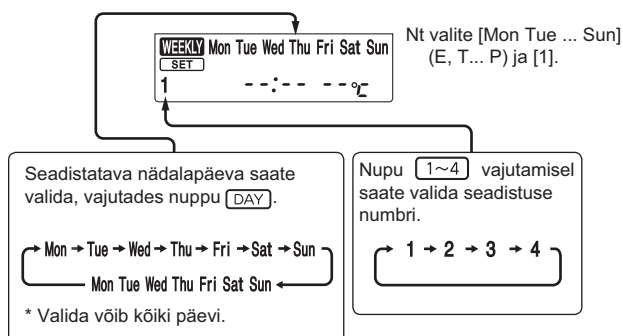 WEEKLY Mon Tue Wed Thu Fri Sat Sun
SET
1 --:-- --°C
Nt valite [Mon Tue ... Sun]
(E, T... P) ja [1].
Seadistatava nädalapäeva saate
valida, vajutades nuppu DAY.
Mon → Tue → Wed → Thu → Fri → Sat → Sun
Mon Tue Wed Thu Fri Sat Sun
* Valida võib kõiki päevi.
Nupu 1~4 vajutamisel
saate valida seadistuse
numbri.
1 → 2 → 3 → 4